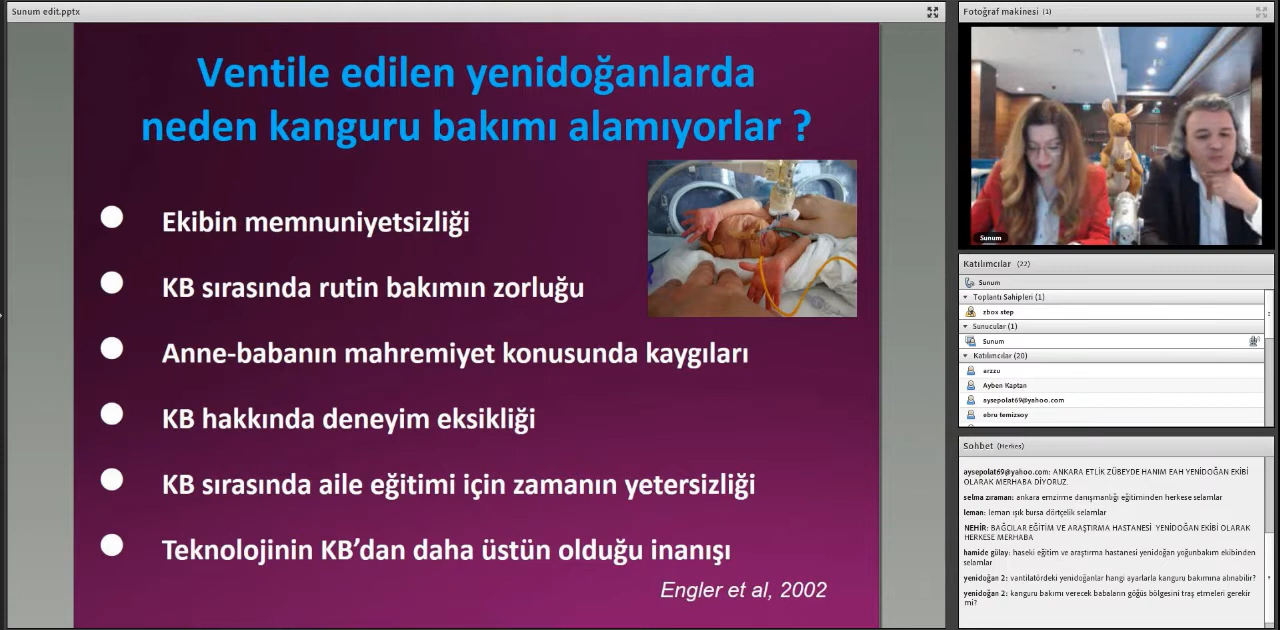 Sunum edit.pptx
Ventile edilen yenidoğanlarda
neden kanguru bakımı alamıyorlar ?
Ekibin memnuniyetsizliği
KB sırasında rutin bakımın zorluğu
Anne-babanın mahremiyet konusunda kaygıları
KB hakkında deneyim eksikliği
KB sırasında aile eğitimi için zamanın yetersizliği
Teknolojinin KB’dan daha üstün olduğu inanışı
Engler et al, 2002
Fotoğraf makinesi (1)
Sunum
Katılımcılar (22)
Sunum
Toplantı Sahipleri (1)
zbox step
Sunucular (1)
Sunum
Katılımcılar (20)
arzzu
Ayben Kaptan
aysepolat69@yahoo.com
ebru temizsoy
Sohbet (Herkes)
aysepolat69@yahoo.com: ANKARA ETLİK ZÜBEYDE HANIM EAH YENİDOĞAN EKİBİ
OLARAK MERHABA DİYORUZ.
selma zıraman: ankara emzirme danışmanlığı eğitiminden herkese selamlar
leman: leman ışık bursa dörtçelik selamlar
NEHİR: BAĞCILAR EĞİTİM VE ARAŞTIRMA HASTANESİ YENİDOĞAN EKİBİ OLARAK
HERKESE MERHABA
hamide gülay: haseki eğitim ve araştırma hastanesi yenidoğan yoğunbakım ekibinden
selamlar
yenidoğan 2: vantilatördeki yenidoğanlar hangi ayarlarla kanguru bakımına alınabilir?
yenidoğan 2: kanguru bakımı verecek babaların göğüs bölgesini traş etmeleri gerekir
mi?